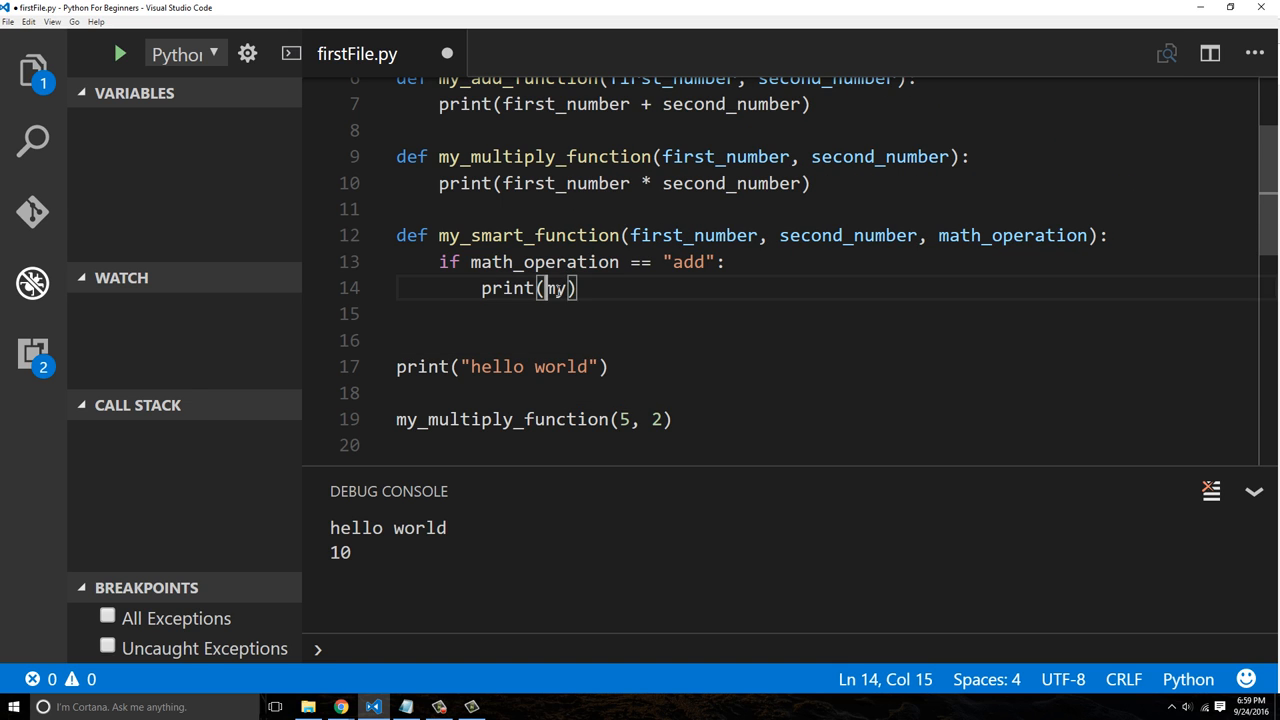 firstFile.py - Python For Beginners - Visual Studio Code
File Edit View Go Help
Python
firstFile.py
1
2
VARIABLES
WATCH
CALL STACK
BREAKPOINTS
All Exceptions
Uncaught Exceptions
6 def my_add_function(first_number, second_number):
7 print(first_number + second_number)
8
9 def my_multiply_function(first_number, second_number):
10 print(first_number * second_number)
11
12 def my_smart_function(first_number, second_number, math_operation):
13 if math_operation == "add":
14 print(my)
15
16
17 print("hello world")
18
19 my_multiply_function(5, 2)
20
DEBUG CONSOLE
hello world
10
0 0 Ln 14, Col 15 Spaces: 4 UTF-8 CRLF Python
I'm Cortana. Ask me anything.
6:59 PM
9/24/2016